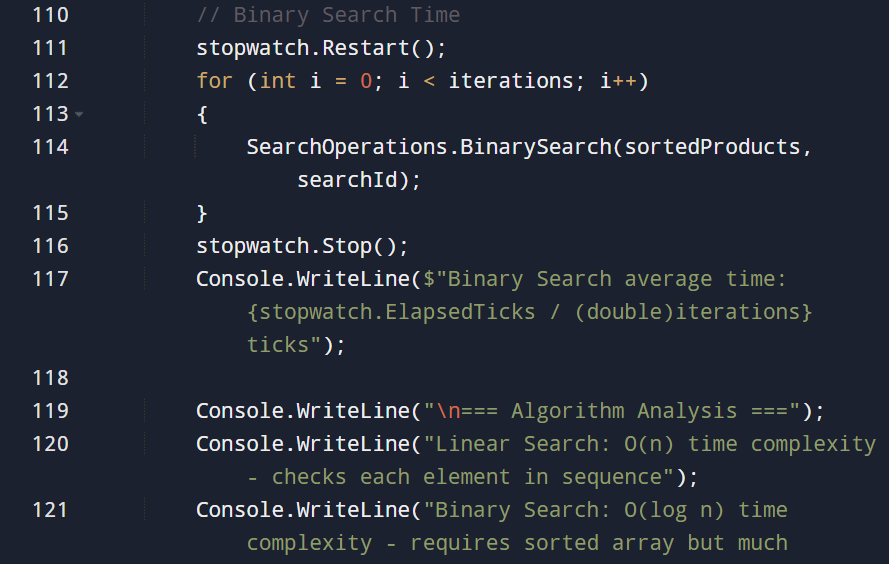 110 // Binary Search Time
111 stopwatch.Restart();
112 for (int i = 0; i < iterations; i++)
113 {
114 SearchOperations.BinarySearch(sortedProducts,
searchId);
115 }
116 stopwatch.Stop();
117 Console.WriteLine($"Binary Search average time:
{stopwatch.ElapsedTicks / (double)iterations}
ticks");
118
119 Console.WriteLine("\n=== Algorithm Analysis ===");
120 Console.WriteLine("Linear Search: O(n) time complexity
- checks each element in sequence");
121 Console.WriteLine("Binary Search: O(log n) time
complexity - requires sorted array but much